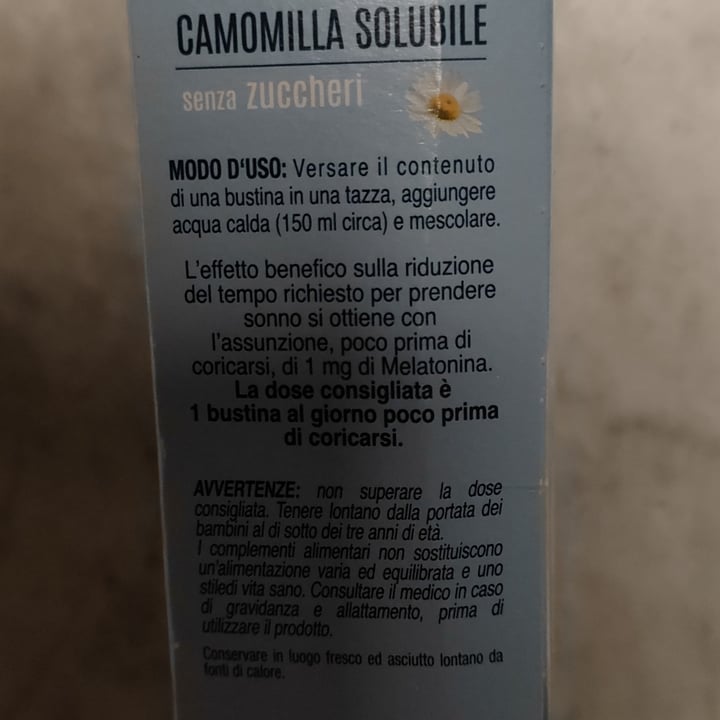 CAMOMILLA SOLUBILE
senza zuccheri
MODO D'USO: Versare il contenuto
di una bustina in una tazza, aggiungere
acqua calda (150 ml circa) e mescolare.
L'effetto benefico sulla riduzione
del tempo richiesto per prendere
sonno si ottiene con
l'assunzione, poco prima di
coricarsi, di 1 mg di Melatonina.
La dose consigliata è
1 bustina al giorno poco prima
di coricarsi.
AVVERTENZE: non superare la dose
consigliata. Tenere lontano dalla portata dei
bambini al di sotto dei tre anni di età.
I complementi alimentari non sostituiscono
un'alimentazione varia ed equilibrata e uno
stiledi vita sano. Consultare il medico in caso
di gravidanza e allattamento, prima di
utilizzare il prodotto.
Conservare in luogo fresco ed asciutto lontano da
fonti di calore.